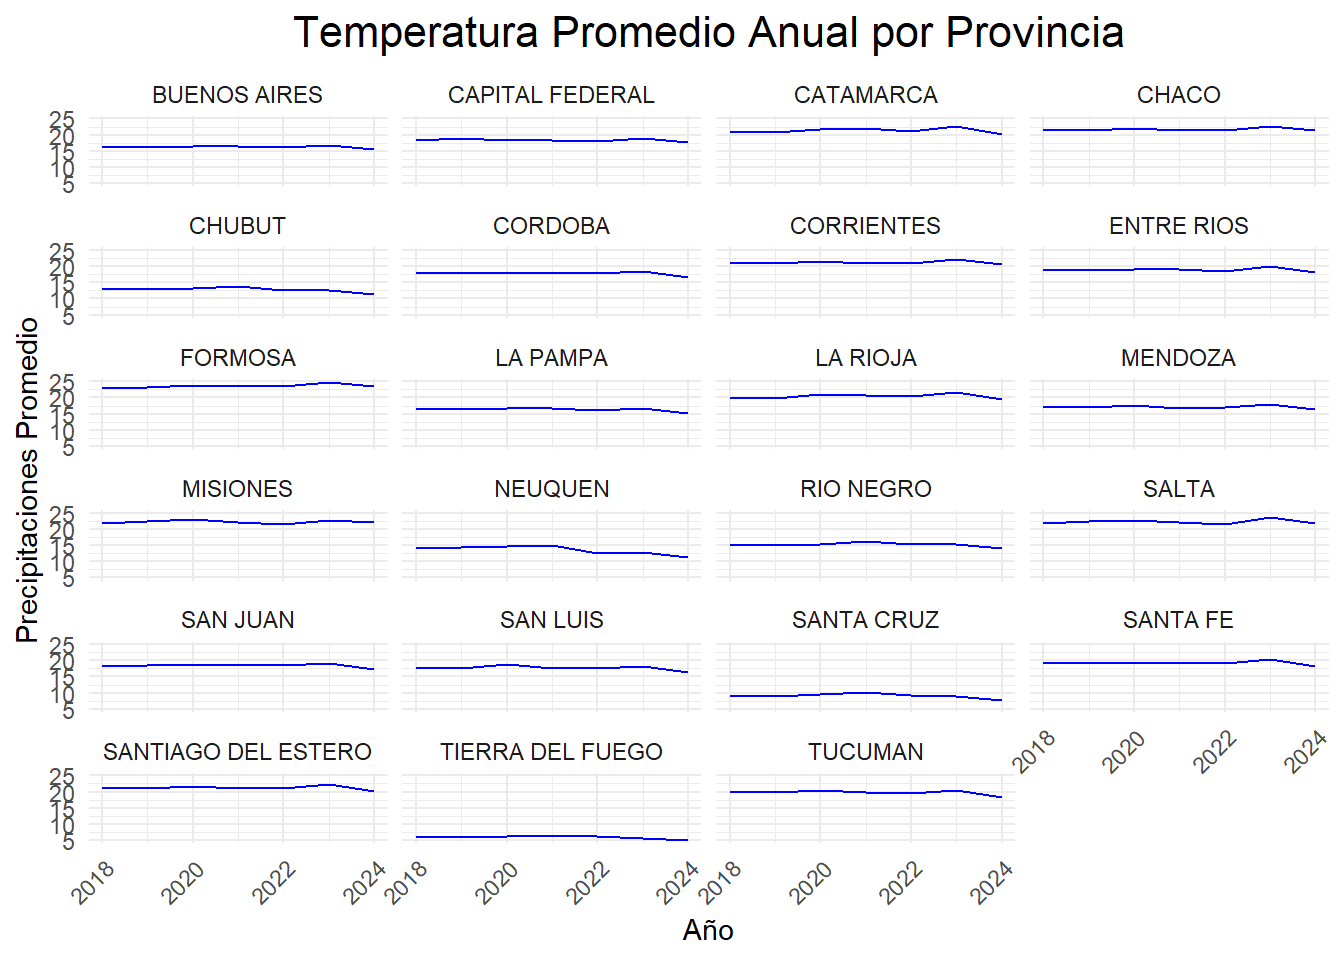 Temperatura Promedio Anual por Provincia
BUENOS AIRES CAPITAL FEDERAL CATAMARCA CHACO
25
20
15
10
5
CHUBUT CORDOBA CORRIENTES ENTRE RIOS
25
20
15
10
5
FORMOSA LA PAMPA LA RIOJA MENDOZA
25
20
15
10
5
Precipitaciones Promedio
MISIONES NEUQUEN RIO NEGRO SALTA
25
20
15
10
5
SAN JUAN SAN LUIS SANTA CRUZ SANTA FE
25
20
15
10
5
2018 2020 2022 2024
SANTIAGO DEL ESTERO TIERRA DEL FUEGO TUCUMAN
25
20
15
10
5
2018 2020 2022 2024 2018 2020 2022 2024 2018 2020 2022 2024
Año